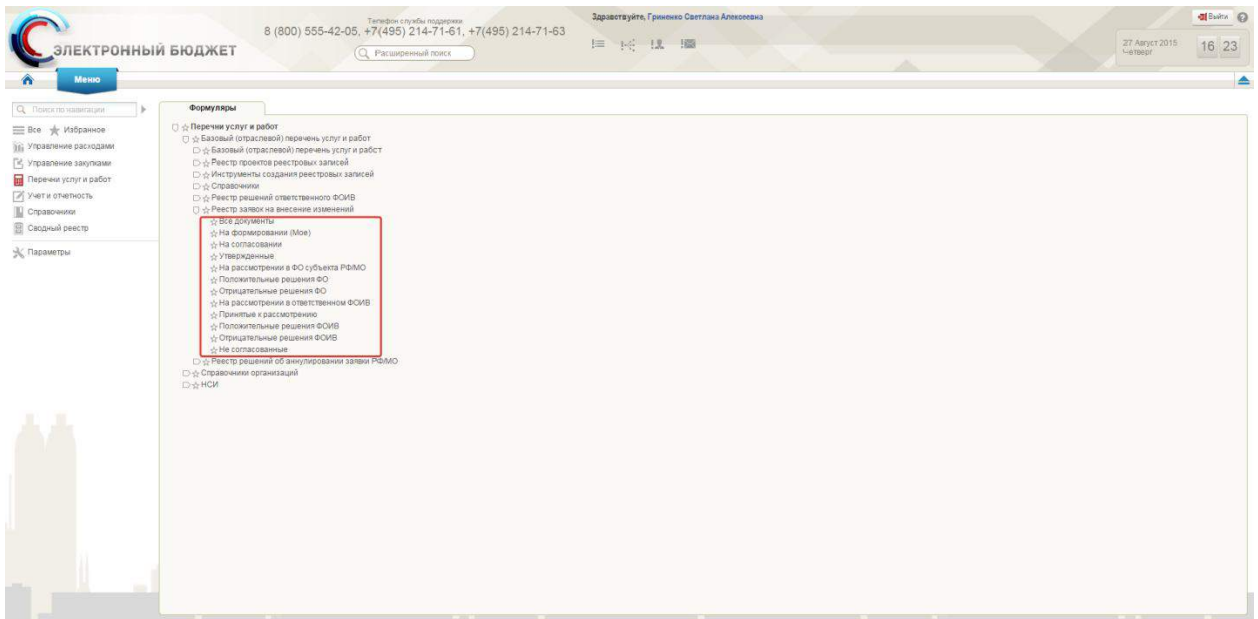 ЭЛЕКТРОННЫЙ БЮДЖЕТ
Телефон службы поддержки
8 (800) 555-42-05, +7(495) 214-71-61, +7(495) 214-71-63
Расширенный поиск
Здравствуйте, Гриненко Светлана Алексеевна
Выйти
27 Август 2015
Четверг
16 23
Меню
Поиск по навигации
Все Избранное
Управление расходами
Управление закупками
Перечни услуг и работ
Учет и отчетность
Справочники
Сводный реестр
Параметры
Формуляры
Перечни услуг и работ
Базовый (отраслевой) перечень услуг и работ
Базовый (отраслевой) перечень услуг и работ
Реестр проектов реестровых записей
Инструменты создания реестровых записей
Справочники
Реестр решений ответственного ФОИВ
Реестр заявок на внесение изменений
Все документы
На формировании (Мое)
На согласовании
Утвержденные
На рассмотрении в ФО субъекта РФ/МО
Положительные решения ФО
Отрицательные решения ФО
На рассмотрении в ответственном ФОИВ
Принятые к рассмотрению
Положительные решения ФОИВ
Отрицательные решения ФОИВ
Не согласованные
Реестр решений об аннулировании заявки РФ/МО
Справочники организаций
НСИ